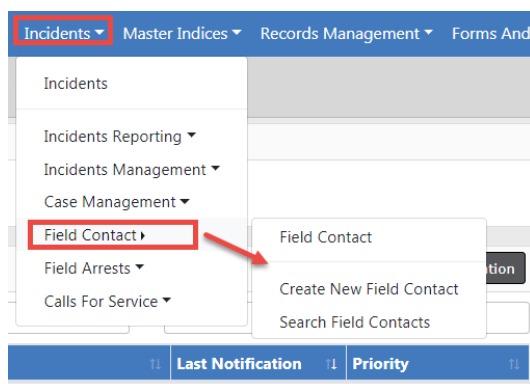 Incidents Master Indices Records Management Forms And
Incidents
Incidents Reporting
Incidents Management
Case Management
Field Contact
Field Contact
Field Arrests
tion
Create New Field Contact
Calls For Service
Search Field Contacts
Last Notification Priority